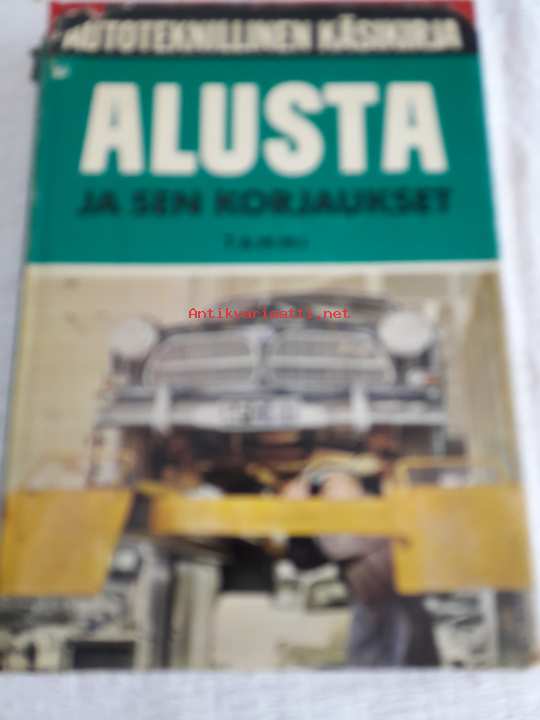 AUTOTEKNILLINEN KÄSIKIRJA
ALUSTA
JA SEN KORJAUKSET
Antikvariaatti.net